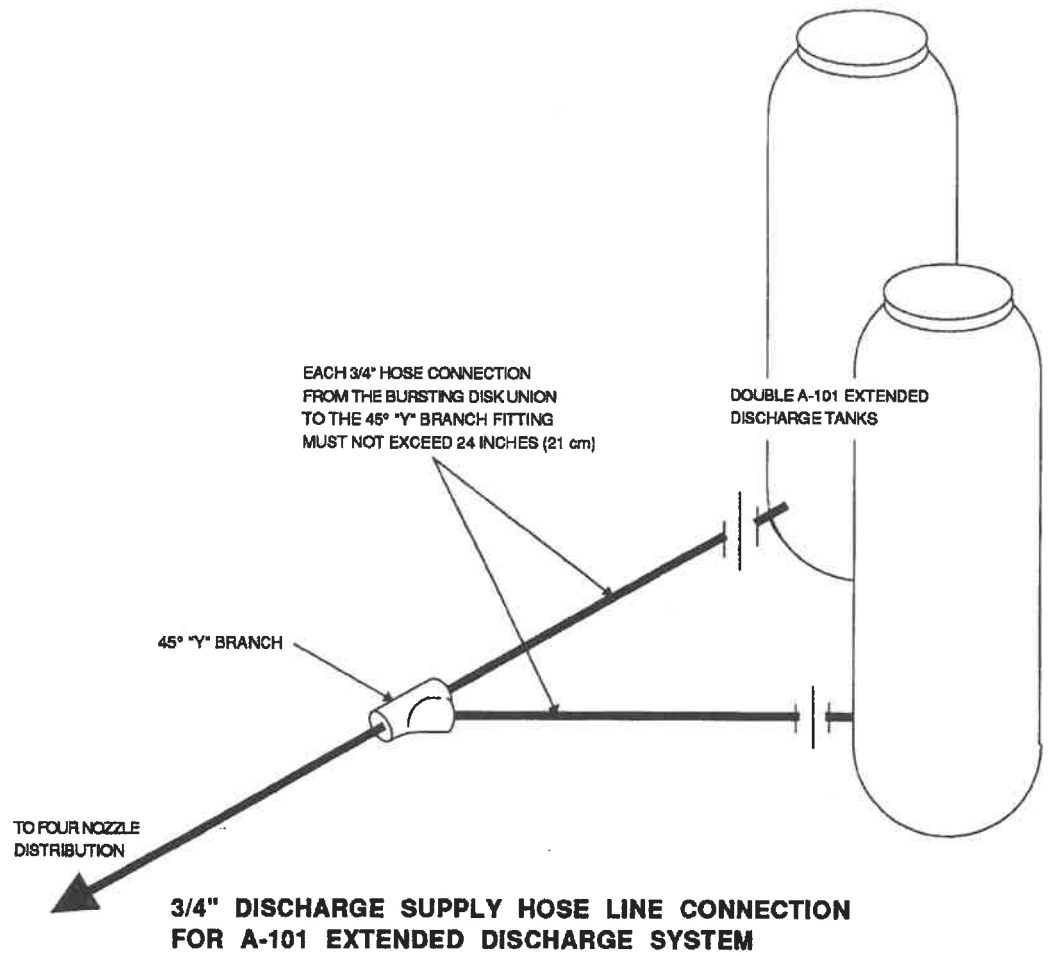 EACH 3/4" HOSE CONNECTION
FROM THE BURSTING DISK UNION
TO THE 45° "Y" BRANCH FITTING
MUST NOT EXCEED 24 INCHES (21 cm)
DOUBLE A-101 EXTENDED
DISCHARGE TANKS
45° "Y" BRANCH
TO FOUR NOZZLE
DISTRIBUTION
3/4" DISCHARGE SUPPLY HOSE LINE CONNECTION
FOR A-101 EXTENDED DISCHARGE SYSTEM